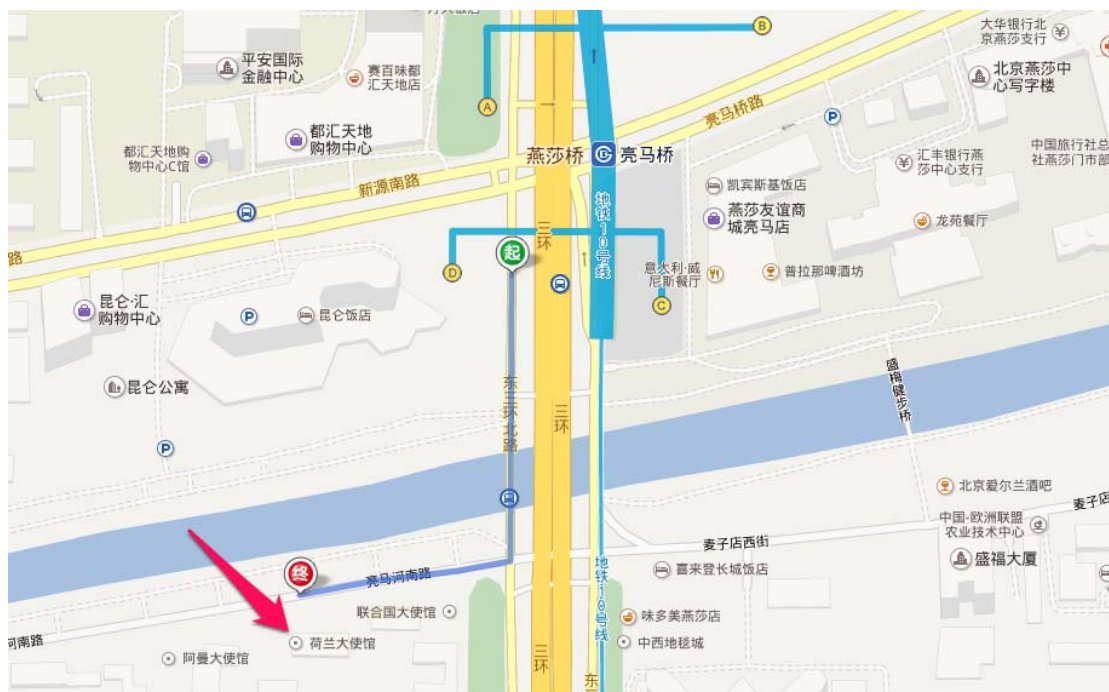 B
大华银行北
京燕莎支行
平安国际
金融中心
赛百味都
汇天地店
北京燕莎中
心写字楼
A
P
亮马桥路
都汇天地
购物中心
都汇天地购
物中心C馆
燕莎桥
亮马桥
汇丰银行燕
莎中心支行
中国旅行社总
社燕莎门市部
新源南路
凯宾斯基饭店
地铁10号线
燕莎友谊商
城亮马店
龙苑餐厅
三环
起
路
D
意大利·威
尼斯餐厅
普拉那啤酒坊
C
昆仑·汇
购物中心
P
昆仑饭店
昆仑公寓
东三环北路
三环
盛梅健步桥
P
北京爱尔兰酒吧
麦子店
中国-欧洲联盟
农业技术中心
麦子店西街
盛福大厦
终
亮马河南路
喜来登长城饭店
地铁10号线
联合国大使馆
味多美燕莎店
河南路
荷兰大使馆
中西地毯城
阿曼大使馆
三环
东三